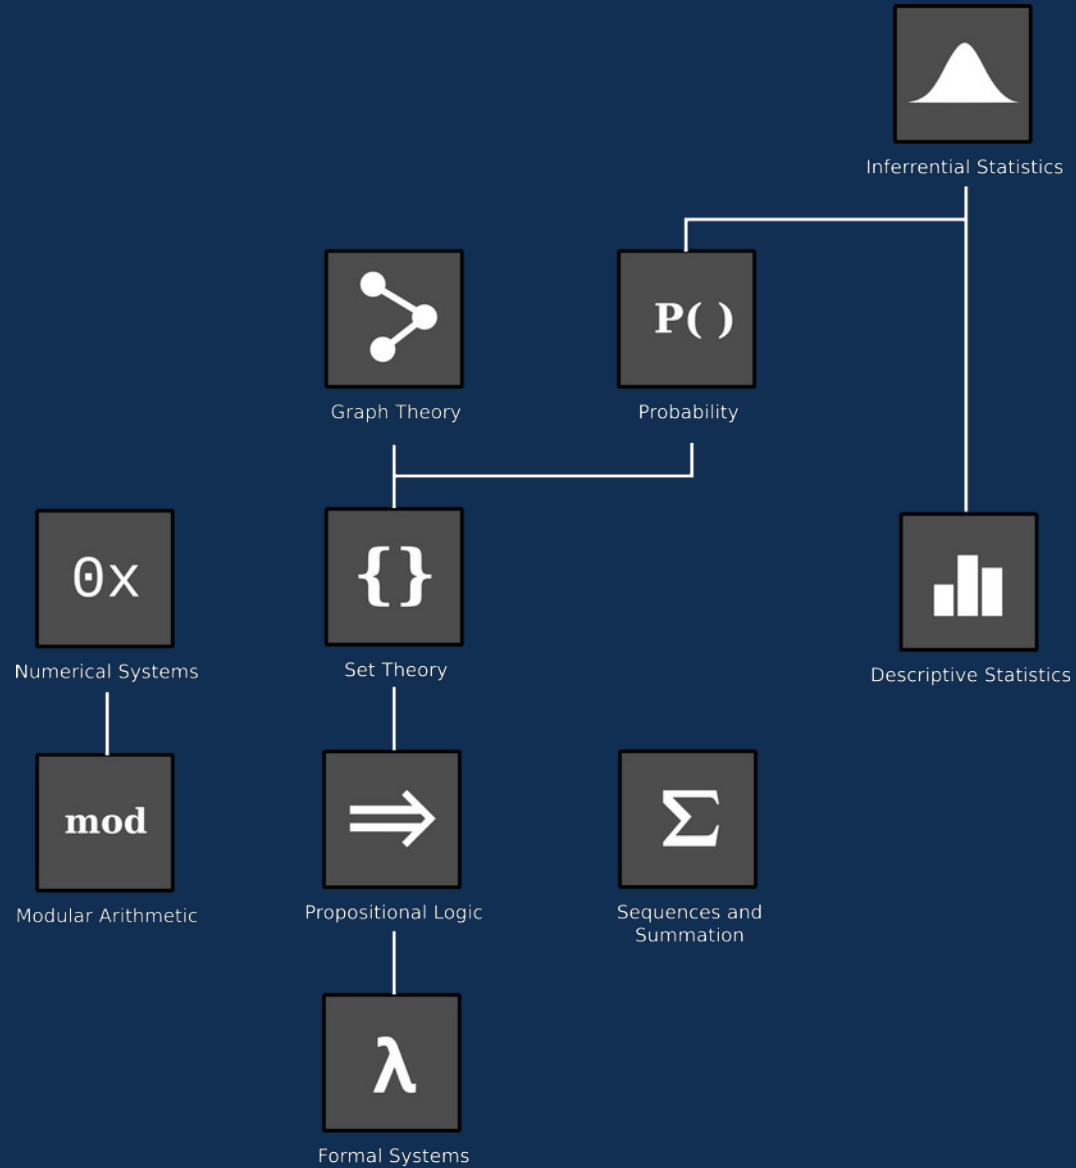 Inferrential Statistics
P( )
Graph Theory
Probability
0x
{}
Numerical Systems
Set Theory
Descriptive Statistics
mod
⇒
Σ
Modular Arithmetic
Propositional Logic
Sequences and
Summation
λ
Formal Systems